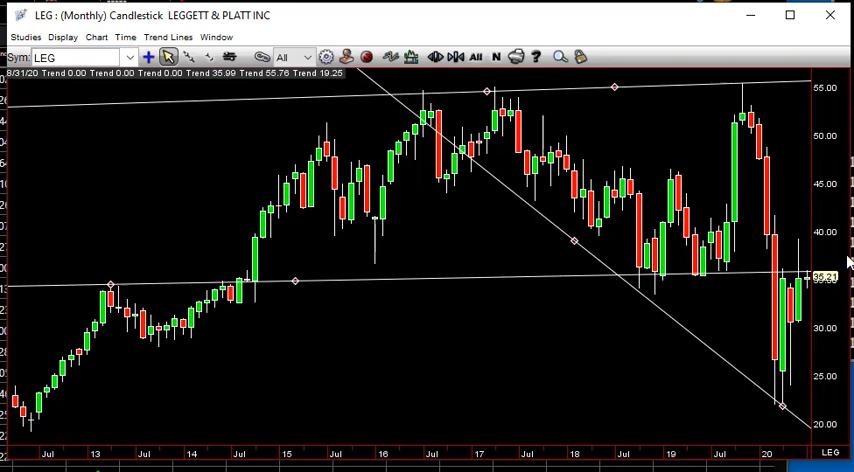 LEG : (Monthly) Candlestick LEGGETT & PLATT INC
Studies Display Chart Time Trend Lines Window
Sym: LEG All All N ?
8/31/20 Trend 0.00 Trend 0.00 Trend 0.00 Trend 35.99 Trend 55.76 Trend 19.25
55.00
50.00
45.00
40.00
35.21
30.00
25.00
20.00
Jul 13 Jul 14 Jul 15 Jul 16 Jul 17 Jul 18 Jul 19 Jul 20 LEG